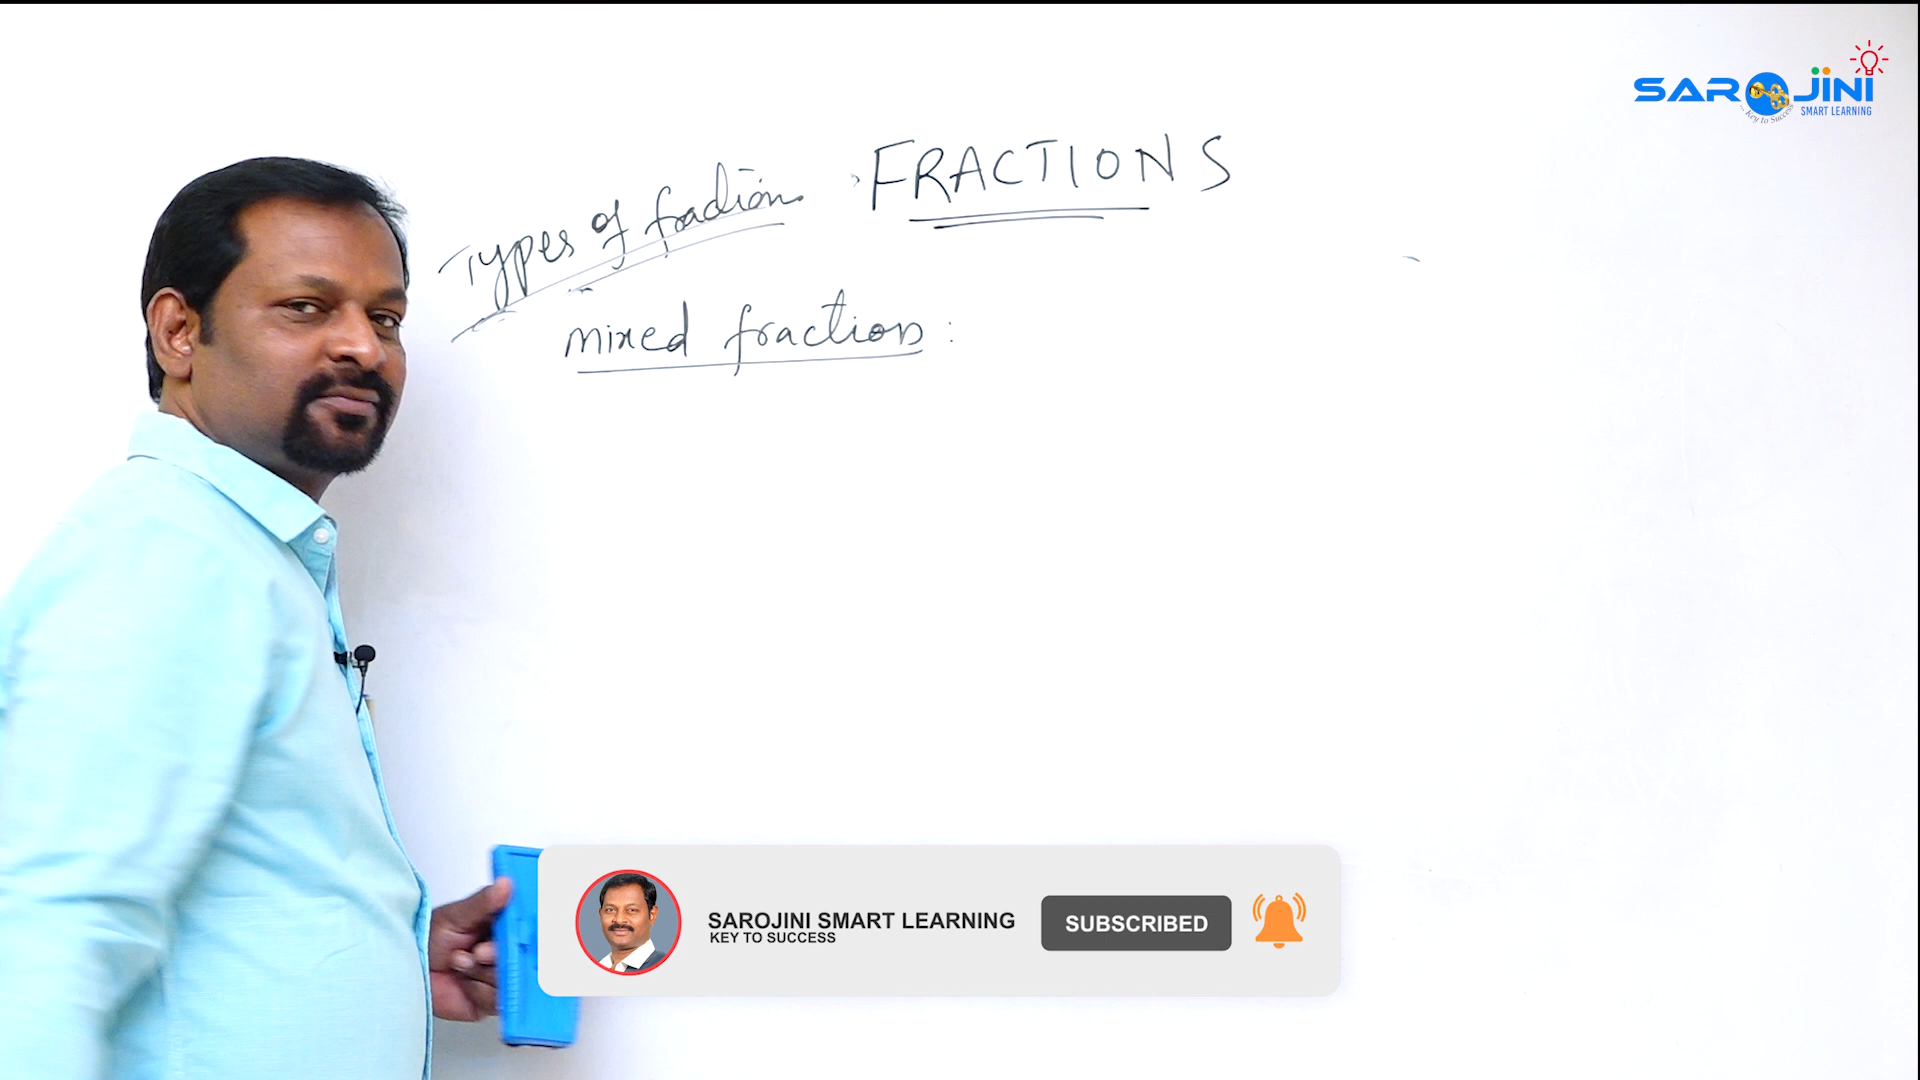 SAROJINI
...Key to Success
SMART LEARNING
FRACTIONS
Types of fraction
mixed fraction :
SAROJINI SMART LEARNING
KEY TO SUCCESS
SUBSCRIBED